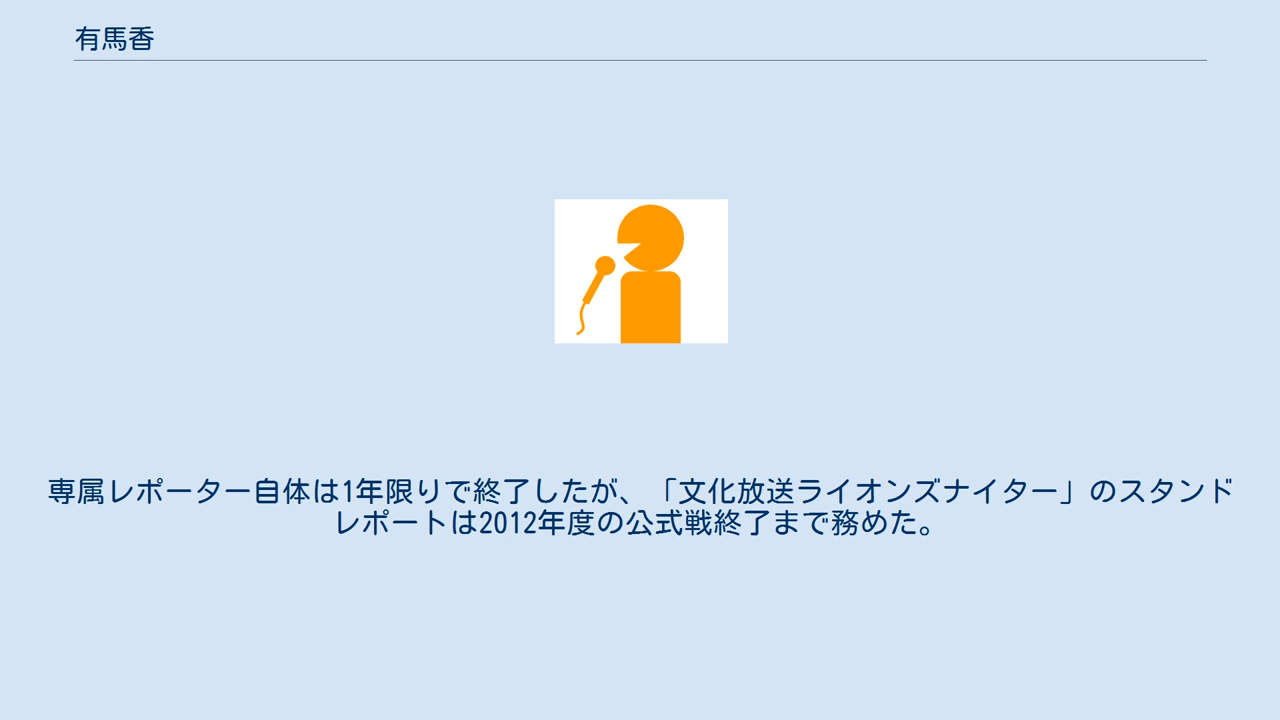 有馬香
専属レポーター自体は1年限りで終了したが、「文化放送ライオンズナイター」のスタンド
レポートは2012年度の公式戦終了まで務めた。